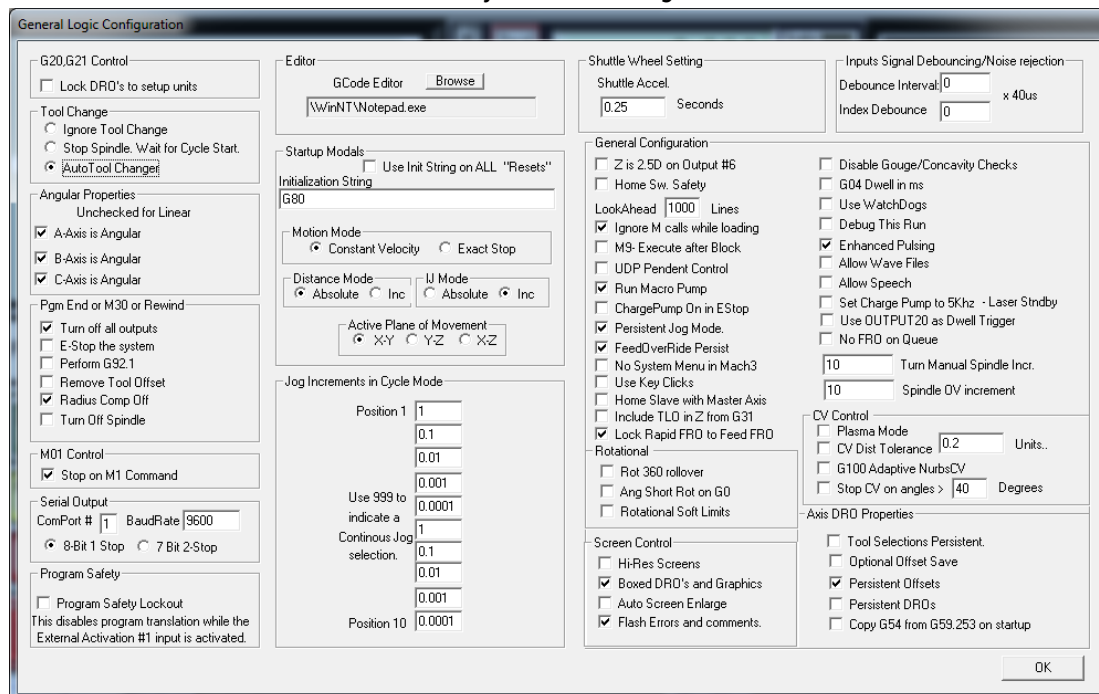 General Logic Configuration
G20,G21 Control
Lock DRO's to setup units
Tool Change
Ignore Tool Change
Stop Spindle. Wait for Cycle Start.
AutoTool Changer
Angular Properties
Unchecked for Linear
A-Axis is Angular
B-Axis is Angular
C-Axis is Angular
Pgm End or M30 or Rewind
Turn off all outputs
E-Stop the system
Perform G92.1
Remove Tool Offset
Radius Comp Off
Turn Off Spindle
M01 Control
Stop on M1 Command
Serial Output
ComPort # 1 BaudRate 9600
8-Bit 1 Stop 7 Bit 2-Stop
Program Safety
Program Safety Lockout
This disables program translation while the
External Activation #1 input is activated.
Editor
GCode Editor Browse
\WinNT\Notepad.exe
Startup Modals
Use Init String on ALL "Resets"
Initialization String
G80
Motion Mode
Constant Velocity Exact Stop
Distance Mode
Absolute Inc
IJ Mode
Absolute Inc
Active Plane of Movement
X-Y Y-Z X-Z
Jog Increments in Cycle Mode
Position 1 1
0.1
0.01
0.001
Use 999 to
0.0001
indicate a
1
Continous Jog
0.1
selection.
0.01
0.001
Position 10 0.0001
Shuttle Wheel Setting
Shuttle Accel.
0.25 Seconds
Inputs Signal Debouncing/Noise rejection
Debounce Interval: 0
x 40us
Index Debounce 0
General Configuration
Z is 2.5D on Output #6
Home Sw. Safety
LookAhead 1000 Lines
Ignore M calls while loading
M9- Execute after Block
UDP Pendent Control
Run Macro Pump
ChargePump On in EStop
Persistent Jog Mode.
FeedOverRide Persist
No System Menu in Mach3
Use Key Clicks
Home Slave with Master Axis
Include TLO in Z from G31
Lock Rapid FRO to Feed FRO
Disable Gouge/Concavity Checks
G04 Dwell in ms
Use WatchDogs
Debug This Run
Enhanced Pulsing
Allow Wave Files
Allow Speech
Set Charge Pump to 5Khz - Laser Stndby
Use OUTPUT20 as Dwell Trigger
No FRO on Queue
10 Turn Manual Spindle Incr.
10 Spindle OV increment
Rotational
Rot 360 rollover
Ang Short Rot on G0
Rotational Soft Limits
Screen Control
Hi-Res Screens
Boxed DRO's and Graphics
Auto Screen Enlarge
Flash Errors and comments.
CV Control
Plasma Mode
CV Dist Tolerance 0.2 Units..
G100 Adaptive NurbsCV
Stop CV on angles > 40 Degrees
Axis DRO Properties
Tool Selections Persistent.
Optional Offset Save
Persistent Offsets
Persistent DROs
Copy G54 from G59.253 on startup
OK